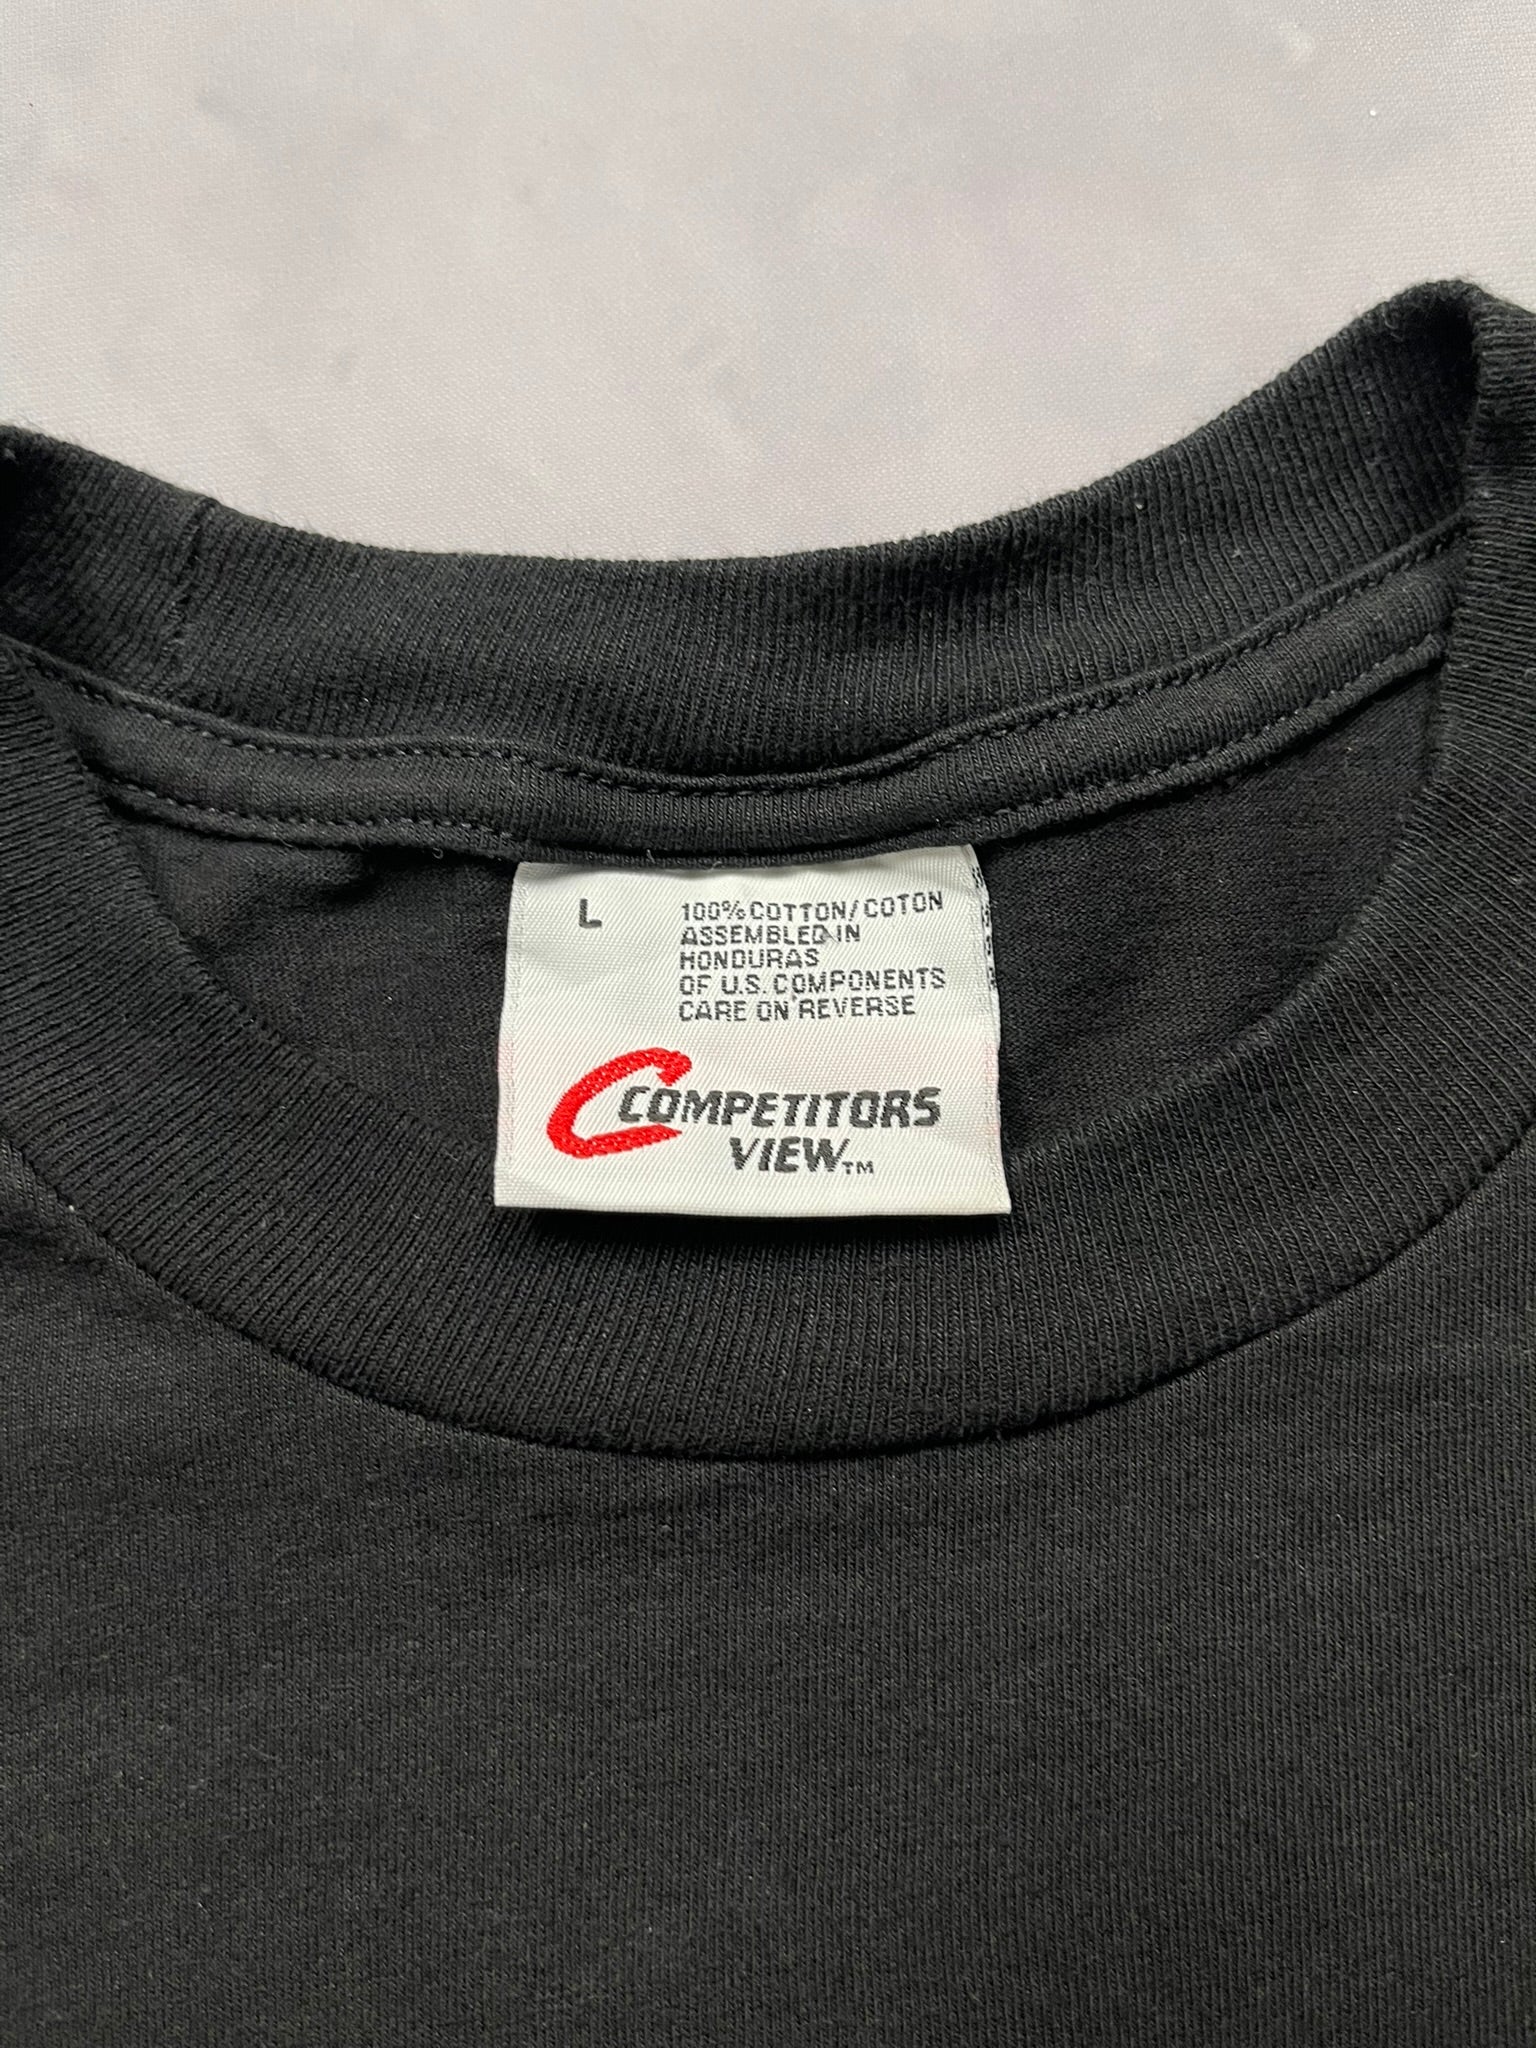 L
100% COTTON/COTON
ASSEMBLED IN
HONDURAS
OF U.S. COMPONENTS
CARE ON REVERSE
COMPETITORS
VIEW™